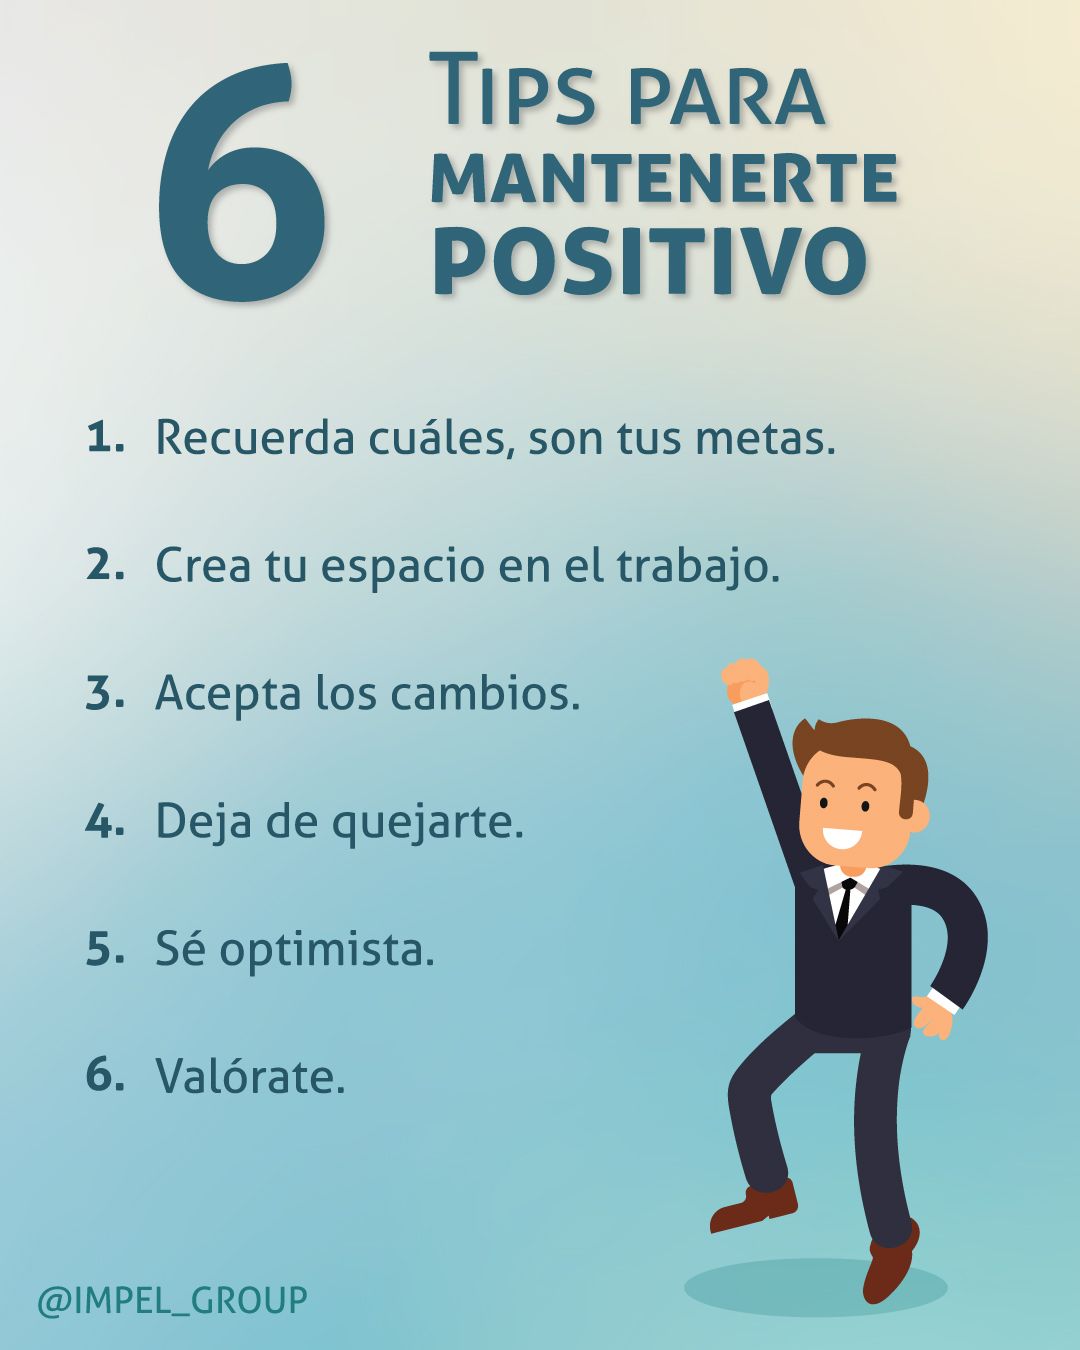 6
Tips para
MANTENERTE
POSITIVO
1. Recuerda cuáles, son tus metas.
2. Crea tu espacio en el trabajo.
3. Acepta los cambios.
4. Deja de quejarte.
5. Sé optimista.
6. Valórate.
@IMPEL_GROUP